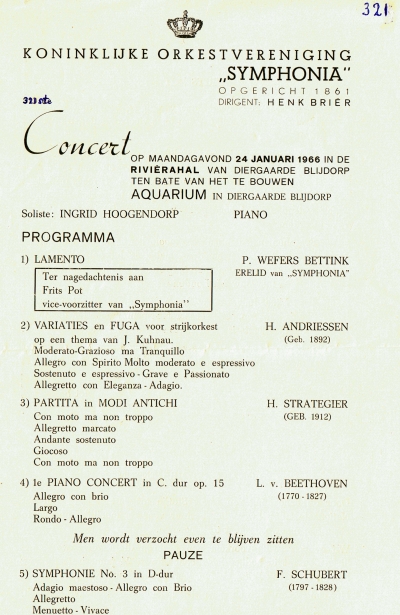 321
KONINKLIJKE ORKESTVERENIGING
„SYMPHONIA"
OPGERICHT 1861
DIRIGENT: HENK BRIËR
321ste
Concert
OP MAANDAGAVOND 24 JANUARI 1966 IN DE
RIVIÈRAHAL VAN DIERGAARDE BLIJDORP
TEN BATE VAN HET TE BOUWEN
AQUARIUM IN DIERGAARDE BLIJDORP
Soliste: INGRID HOOGENDORP PIANO
PROGRAMMA
1) LAMENTO P. WEFERS BETTINK
ERELID van „SYMPHONIA"
Ter nagedachtenis aan
Frits Pot
vice-voorzitter van „Symphonia"
2) VARIATIES en FUGA voor strijkorkest H. ANDRIESSEN
op een thema van J. Kuhnau. (Geb. 1892)
Moderato-Grazioso ma Tranquillo
Allegro con Spirito Molto moderato e espressivo
Sostenuto e espressivo - Grave e Passionato
Allegretto con Eleganza - Adagio.
3) PARTITA in MODI ANTICHI H. STRATEGIER
Con moto ma non troppo (GEB. 1912)
Allegretto marcato
Andante sostenuto
Giocoso
Con moto ma non troppo
4) 1e PIANO CONCERT in C. dur op. 15 L. v. BEETHOVEN
Allegro con brio (1770 - 1827)
Largo
Rondo - Allegro
Men wordt verzocht even te blijven zitten
PAUZE
5) SYMPHONIE No. 3 in D-dur F. SCHUBERT
Adagio maestoso - Allegro con Brio (1797 - 1828)
Allegretto
Menuetto - Vivace